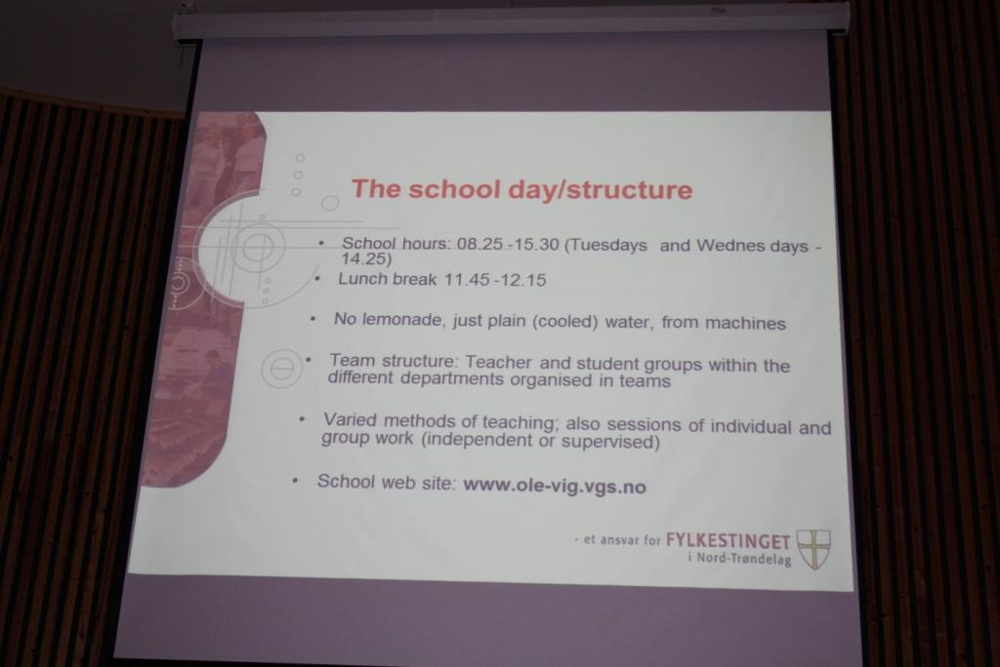 The school day/structure
• School hours: 08.25 -15.30 (Tuesdays and Wednes days -
14.25)
• Lunch break 11.45 -12.15
• No lemonade, just plain (cooled) water, from machines
• Team structure: Teacher and student groups within the
different departments organised in teams
• Varied methods of teaching; also sessions of individual and
group work (independent or supervised)
• School web site: www.ole-vig.vgs.no
- et ansvar for FYLKESTINGET
i Nord-Trøndelag